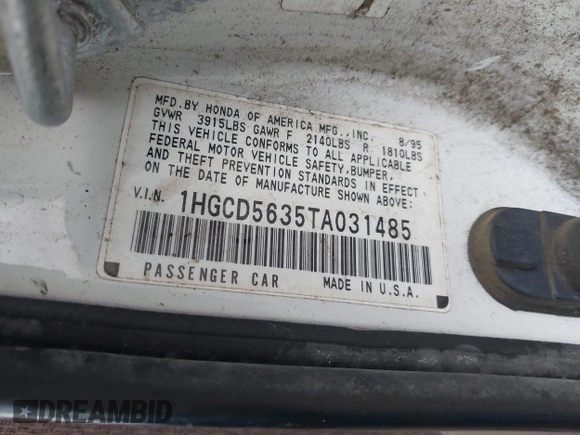 MFD.BY HONDA OF AMERICA MFG.,INC. 8/95
GVWR 3915LBS GAWR F 2140LBS R 1810LBS
THIS VEHICLE CONFORMS TO ALL APPLICABLE
FEDERAL MOTOR VEHICLE SAFETY,BUMPER,
AND THEFT PREVENTION STANDARDS IN EFFECT
ON THE DATE OF MANUFACTURE SHOWN ABOVE:
V.I.N. 1HGCD5635TA031485
PASSENGER CAR MADE IN U.S.A.
DREAMBID